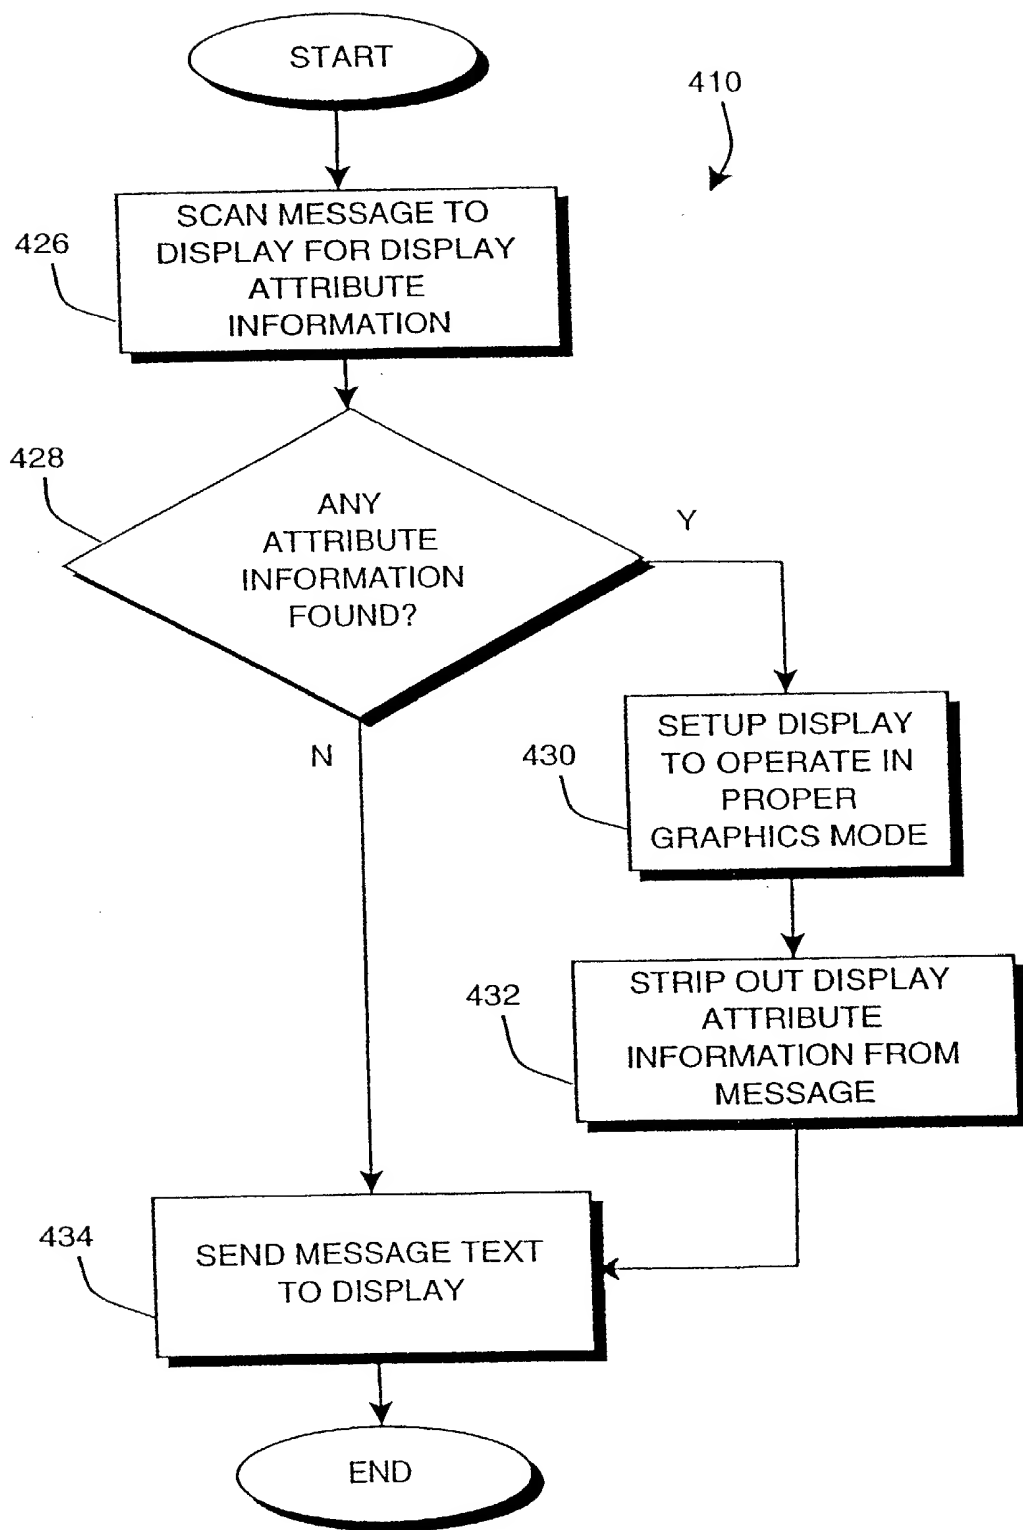 START
410
SCAN MESSAGE TO
DISPLAY FOR DISPLAY
ATTRIBUTE
INFORMATION
426
428
ANY
ATTRIBUTE
INFORMATION
FOUND?
Y
N
SETUP DISPLAY
TO OPERATE IN
PROPER
GRAPHICS MODE
430
STRIP OUT DISPLAY
ATTRIBUTE
INFORMATION FROM
MESSAGE
432
434
SEND MESSAGE TEXT
TO DISPLAY
END